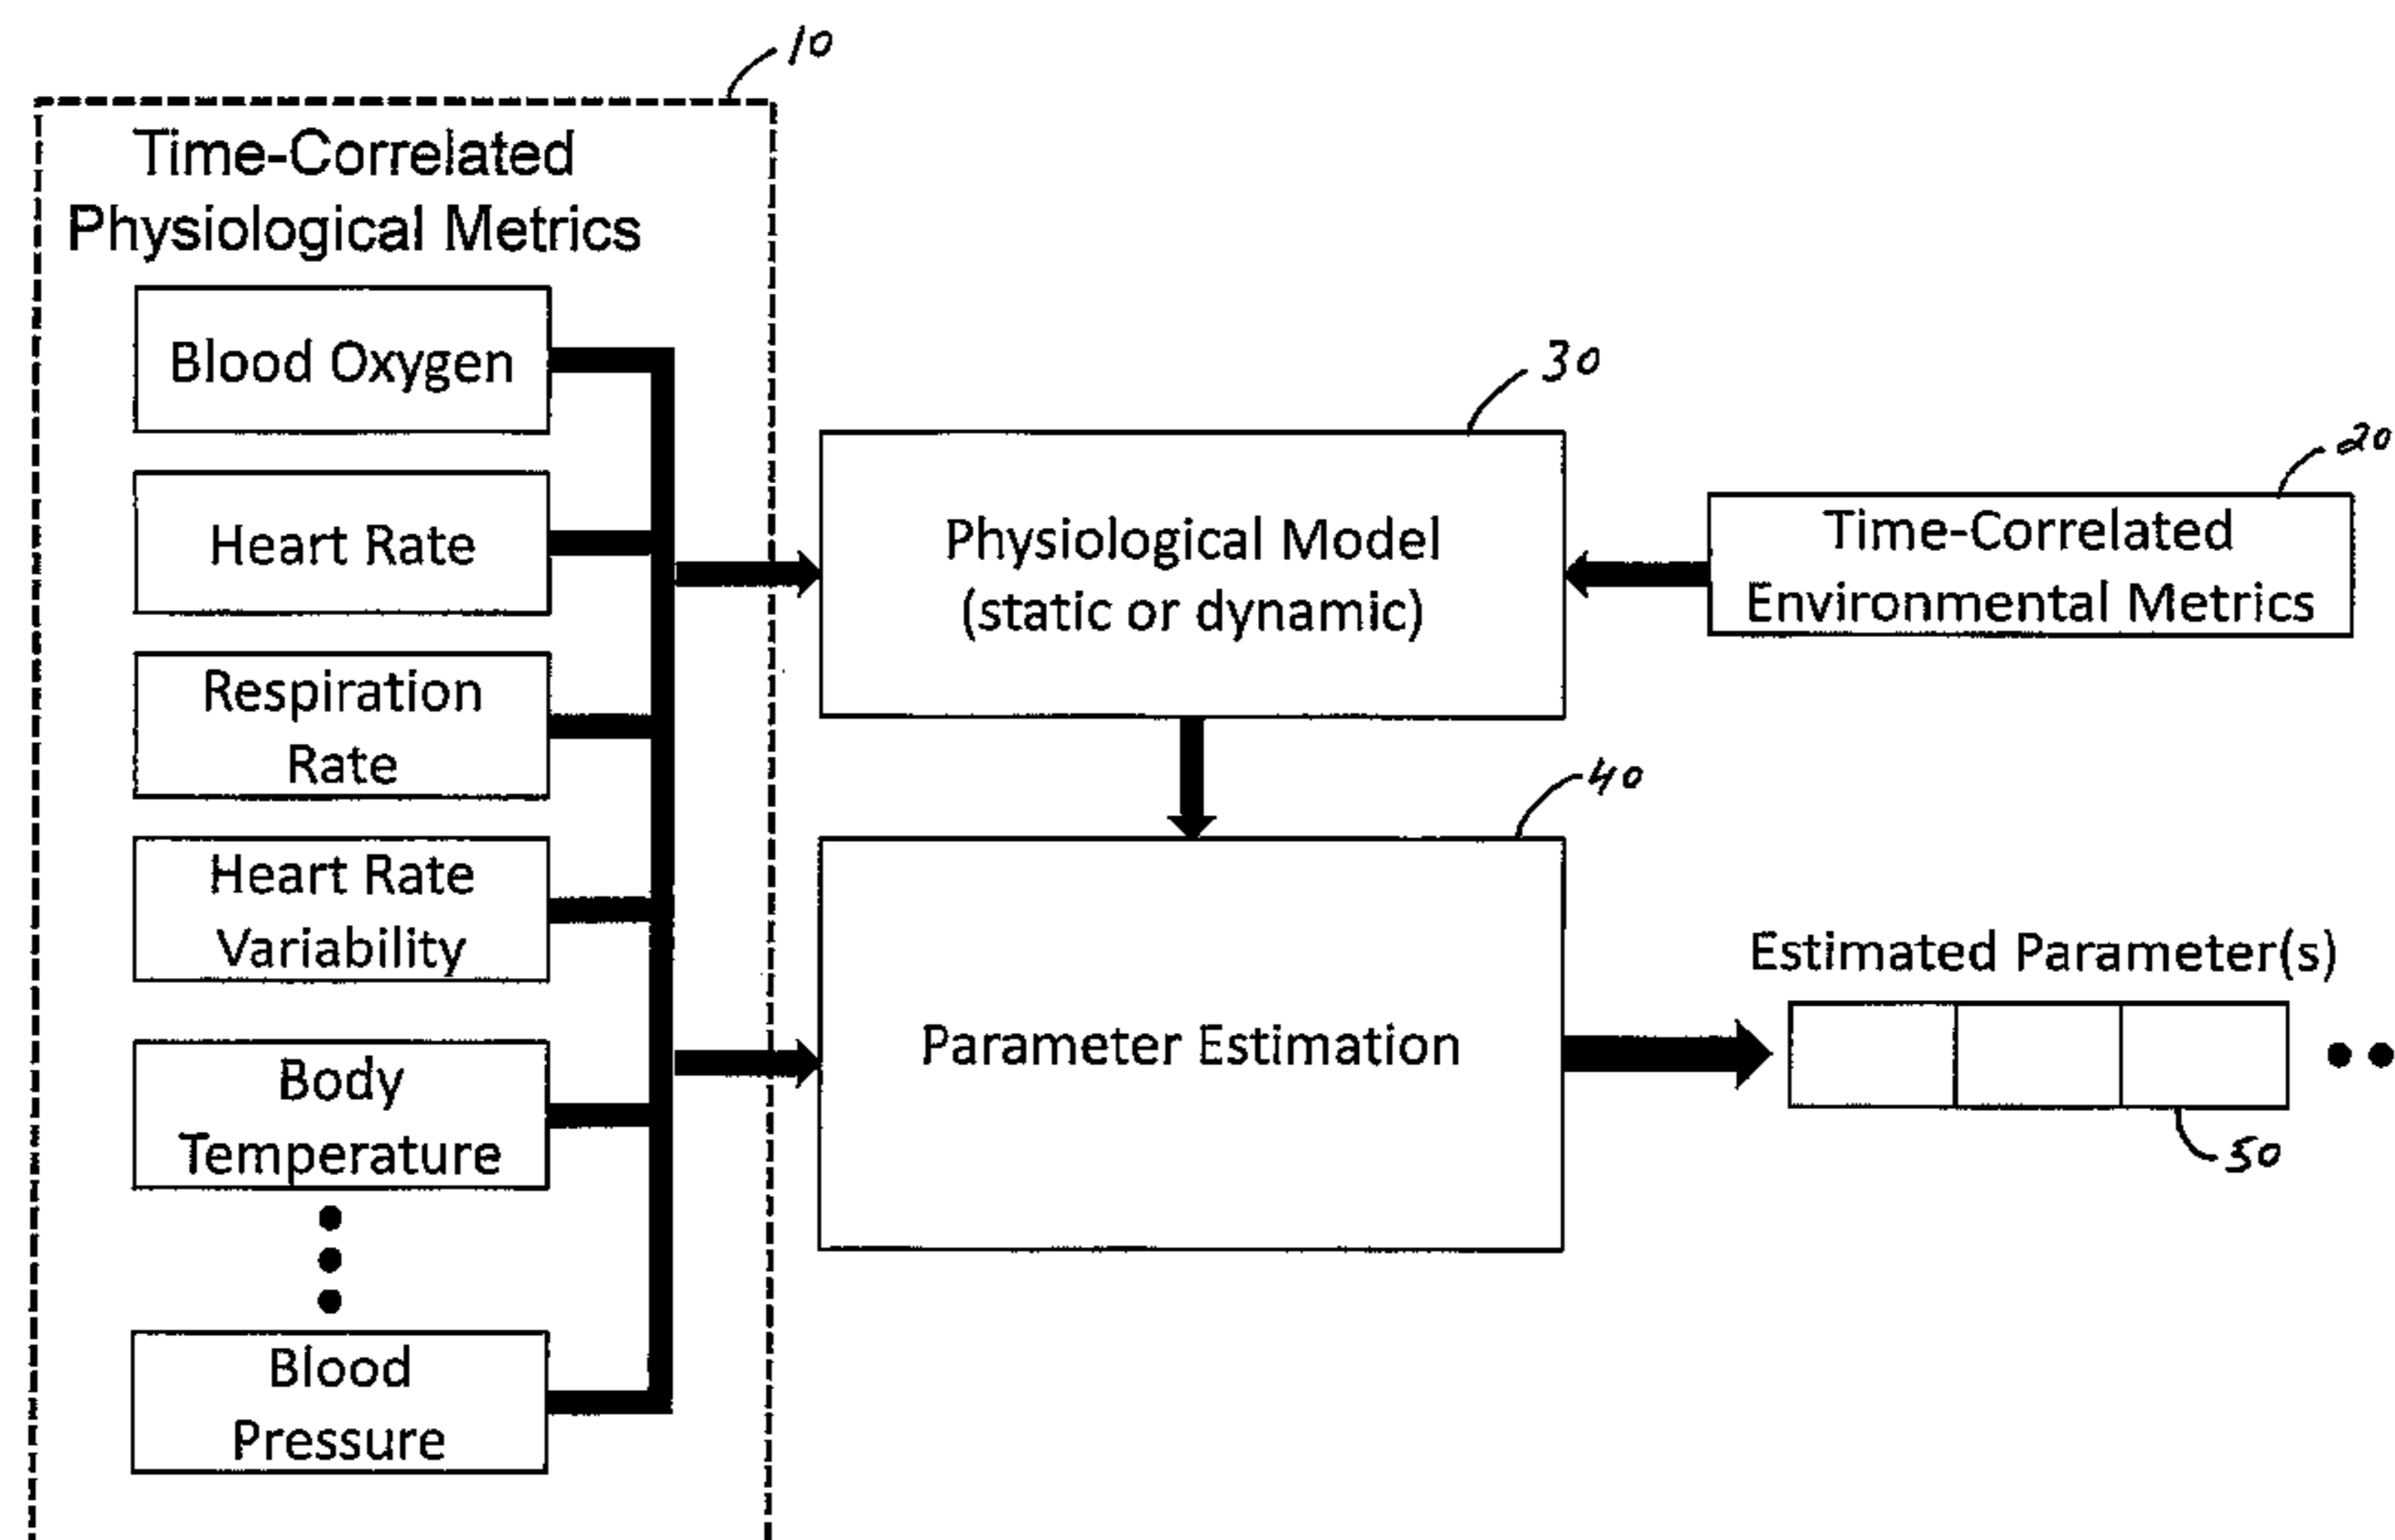 10
Time-Correlated
Physiological Metrics
Blood Oxygen
Heart Rate
Respiration
Rate
Heart Rate
Variability
Body
Temperature
Blood
Pressure
30
Physiological Model
(static or dynamic)
20
Time-Correlated
Environmental Metrics
40
Parameter Estimation
Estimated Parameter(s)
50